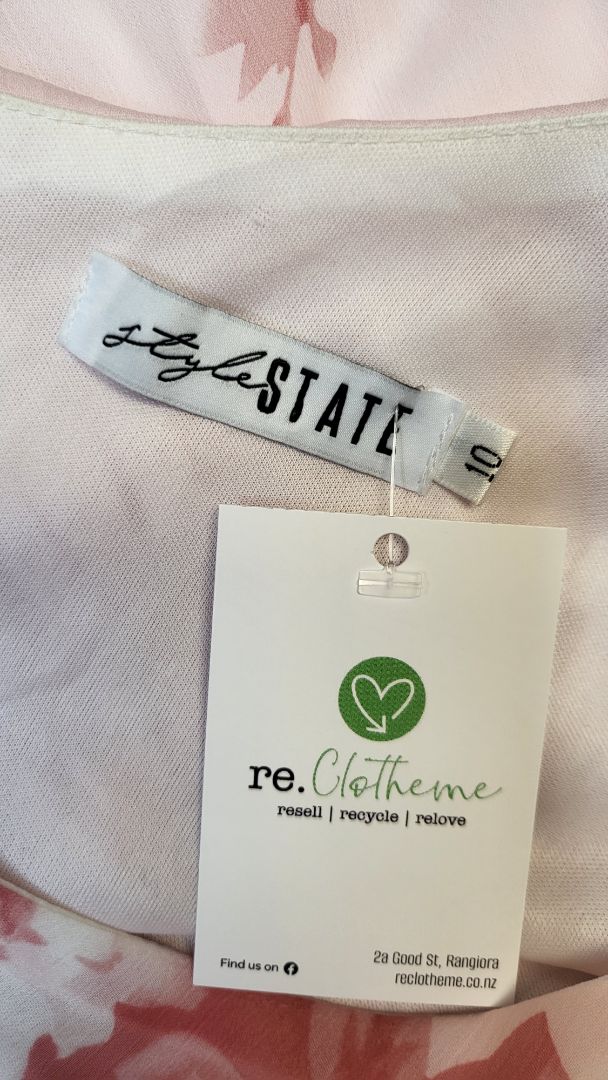 style STATE
10
re.Clotheme
resell | recycle | relove
Find us on
2a Good St, Rangiora
reclotheme.co.nz